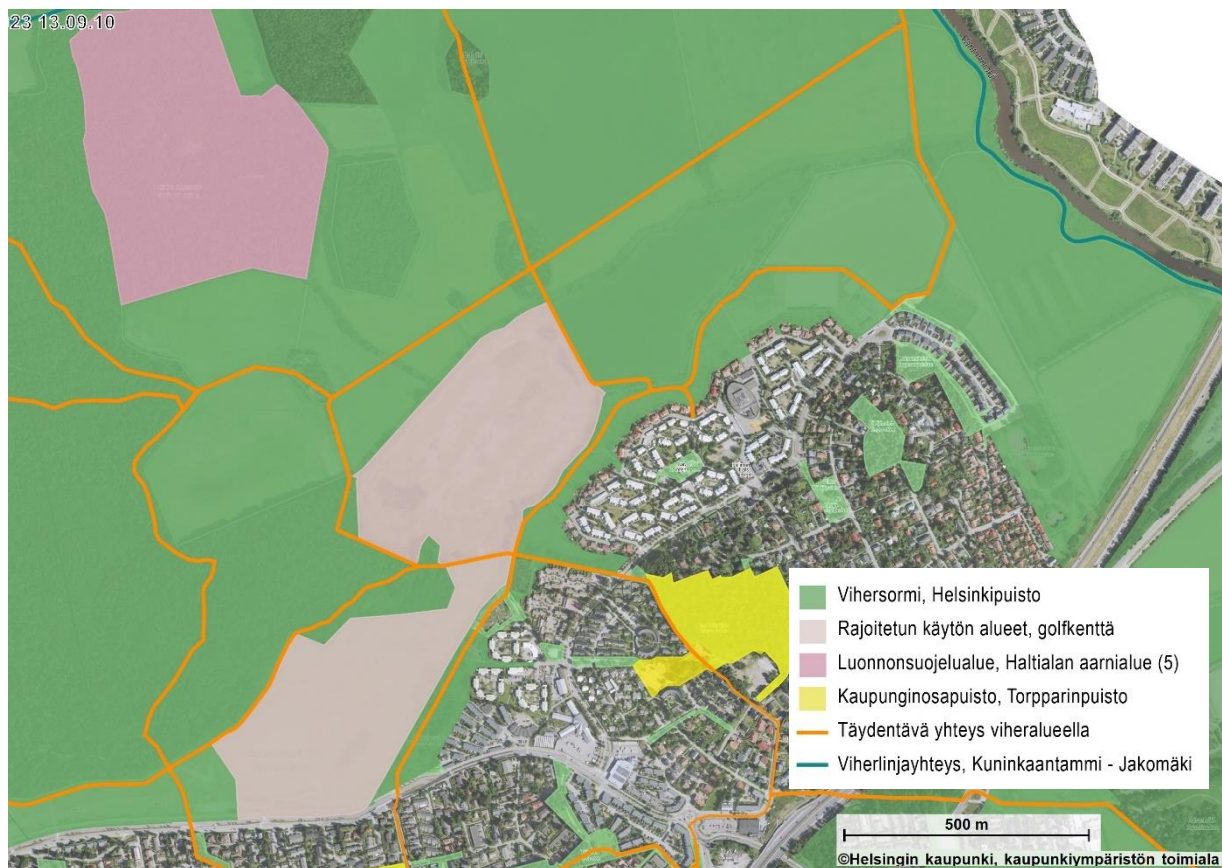 23 13.09.10
Vihersormi, Helsinkipuisto
Rajoitetun käytön alueet, golfkenttä
Luonnonsuojelualue, Haltialan aarnialue (5)
Kaupunginosapuisto, Torpparinpuisto
Täydentävä yhteys viheralueella
Viherlinjayhteys, Kuninkaantammi - Jakomäki
500 m
©Helsingin kaupunki, kaupunkiympäristön toimiala